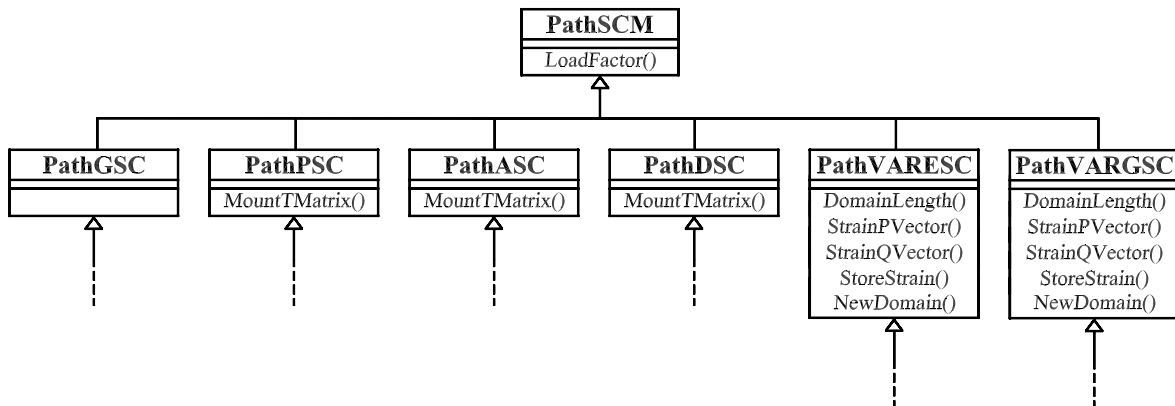 PathSCM
LoadFactor()
PathGSC
PathPSC
MountTMatrix()
PathASC
MountTMatrix()
PathDSC
MountTMatrix()
PathVARESC
DomainLength()
StrainPVector()
StrainQVector()
StoreStrain()
NewDomain()
PathVARGSC
DomainLength()
StrainPVector()
StrainQVector()
StoreStrain()
NewDomain()